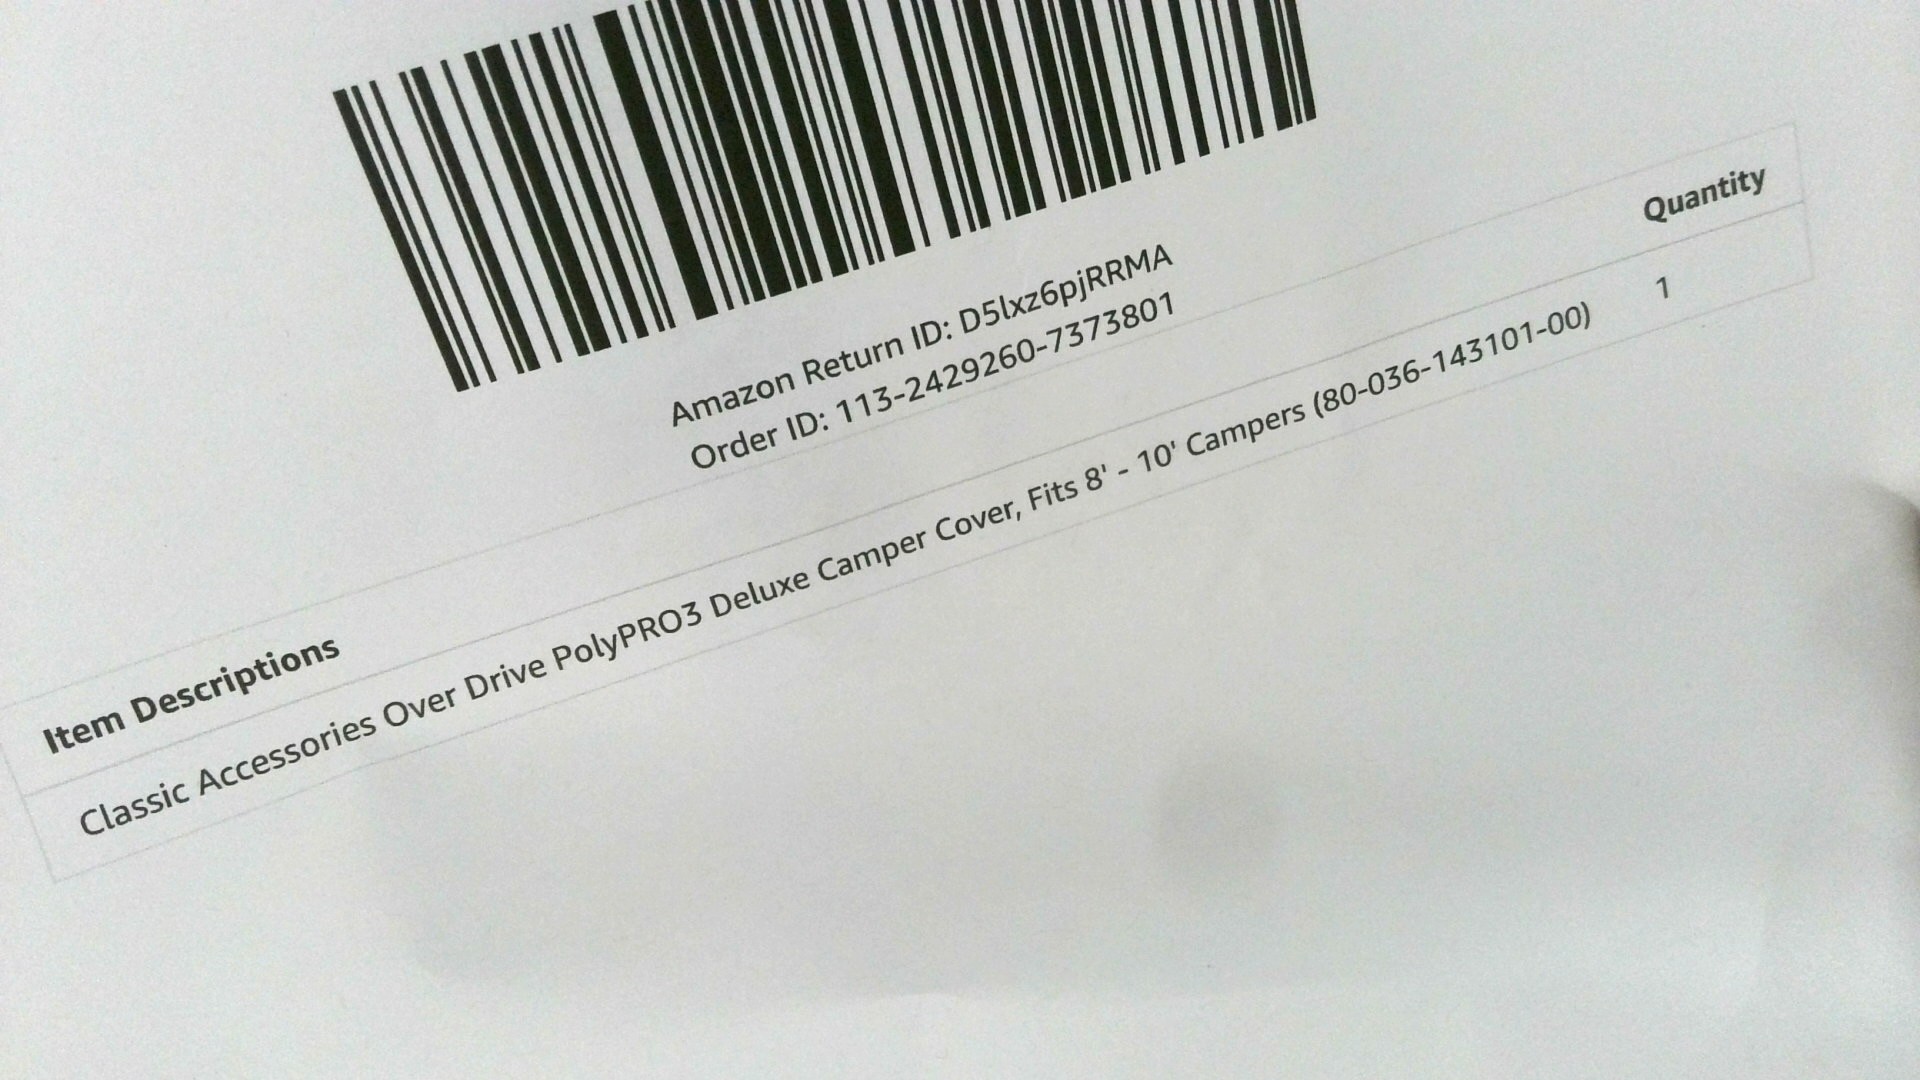 Amazon Return ID: D5lxz6pjRRMA
Order ID: 113-2429260-7373801
Item Descriptions Quantity
Classic Accessories Over Drive PolyPRO3 Deluxe Camper Cover, Fits 8' - 10' Campers (80-036-143101-00) 1